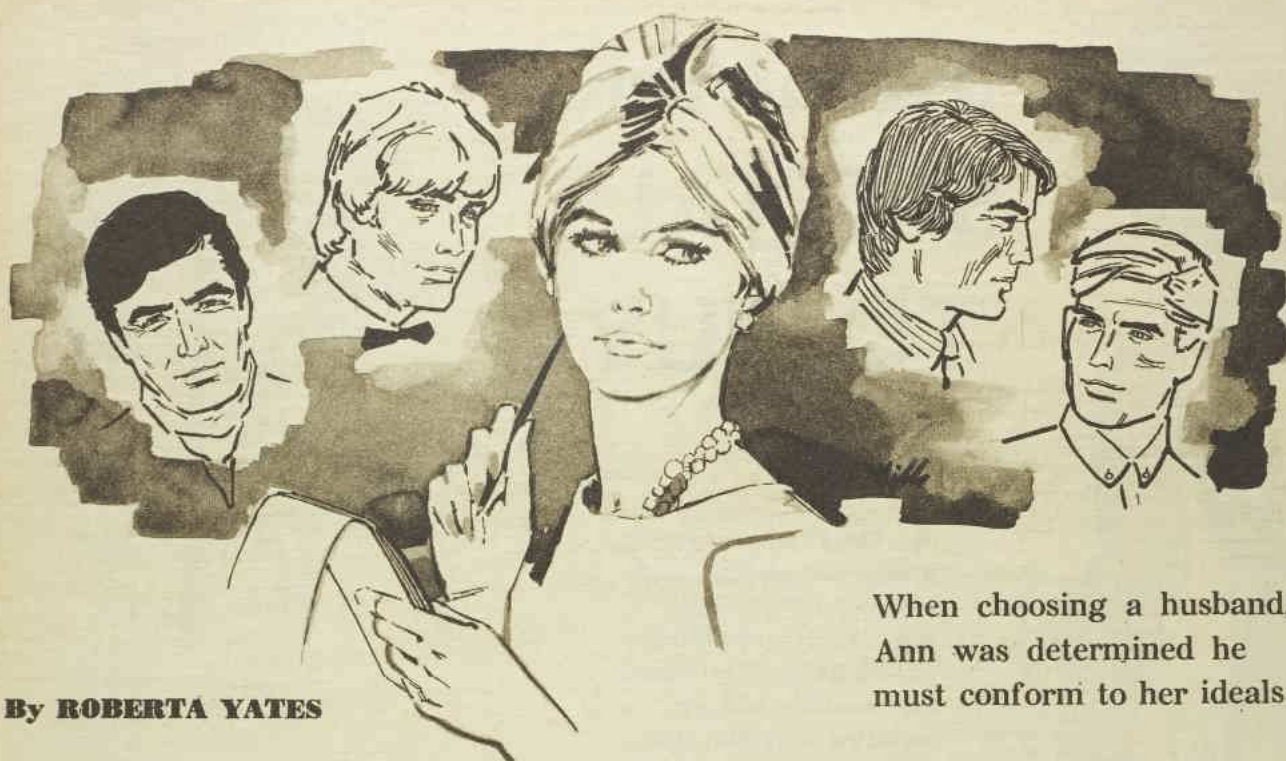 When choosing a husband
Ann was determined he
must conform to her ideals
By ROBERTA YATES